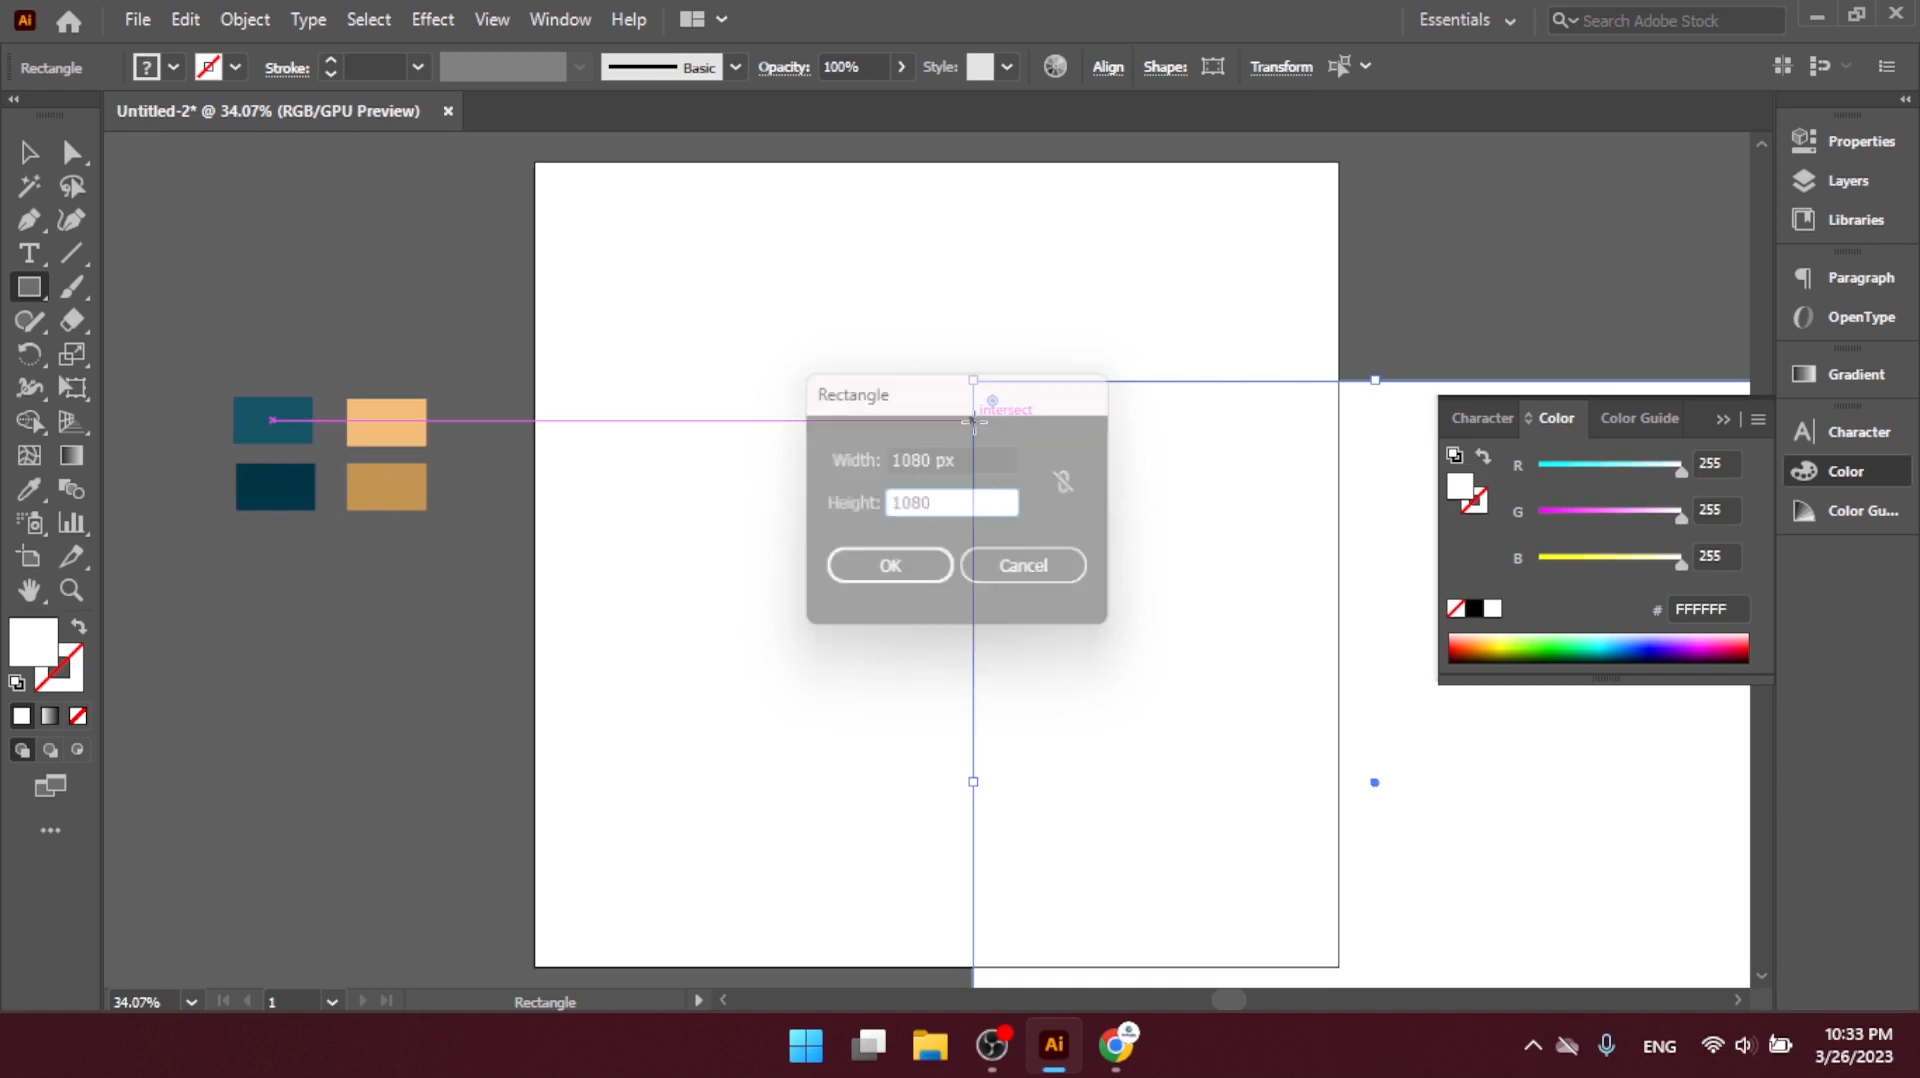 Ai File Edit Object Type Select Effect View Window Help Essentials Search Adobe Stock
Rectangle ? Stroke: Basic Opacity: 100% Style: Align Shape: Transform
Untitled-2* @ 34.07% (RGB/GPU Preview) ×
Properties
Layers
Libraries
Paragraph
OpenType
Gradient
Character
Color
Color Gu...
Rectangle
intersect
Width: 1080 px
Height: 1080
OK Cancel
Character Color Color Guide
R 255
G 255
B 255
# FFFFFF
34.07% 1 Rectangle
Ai
ENG
10:33 PM
3/26/2023